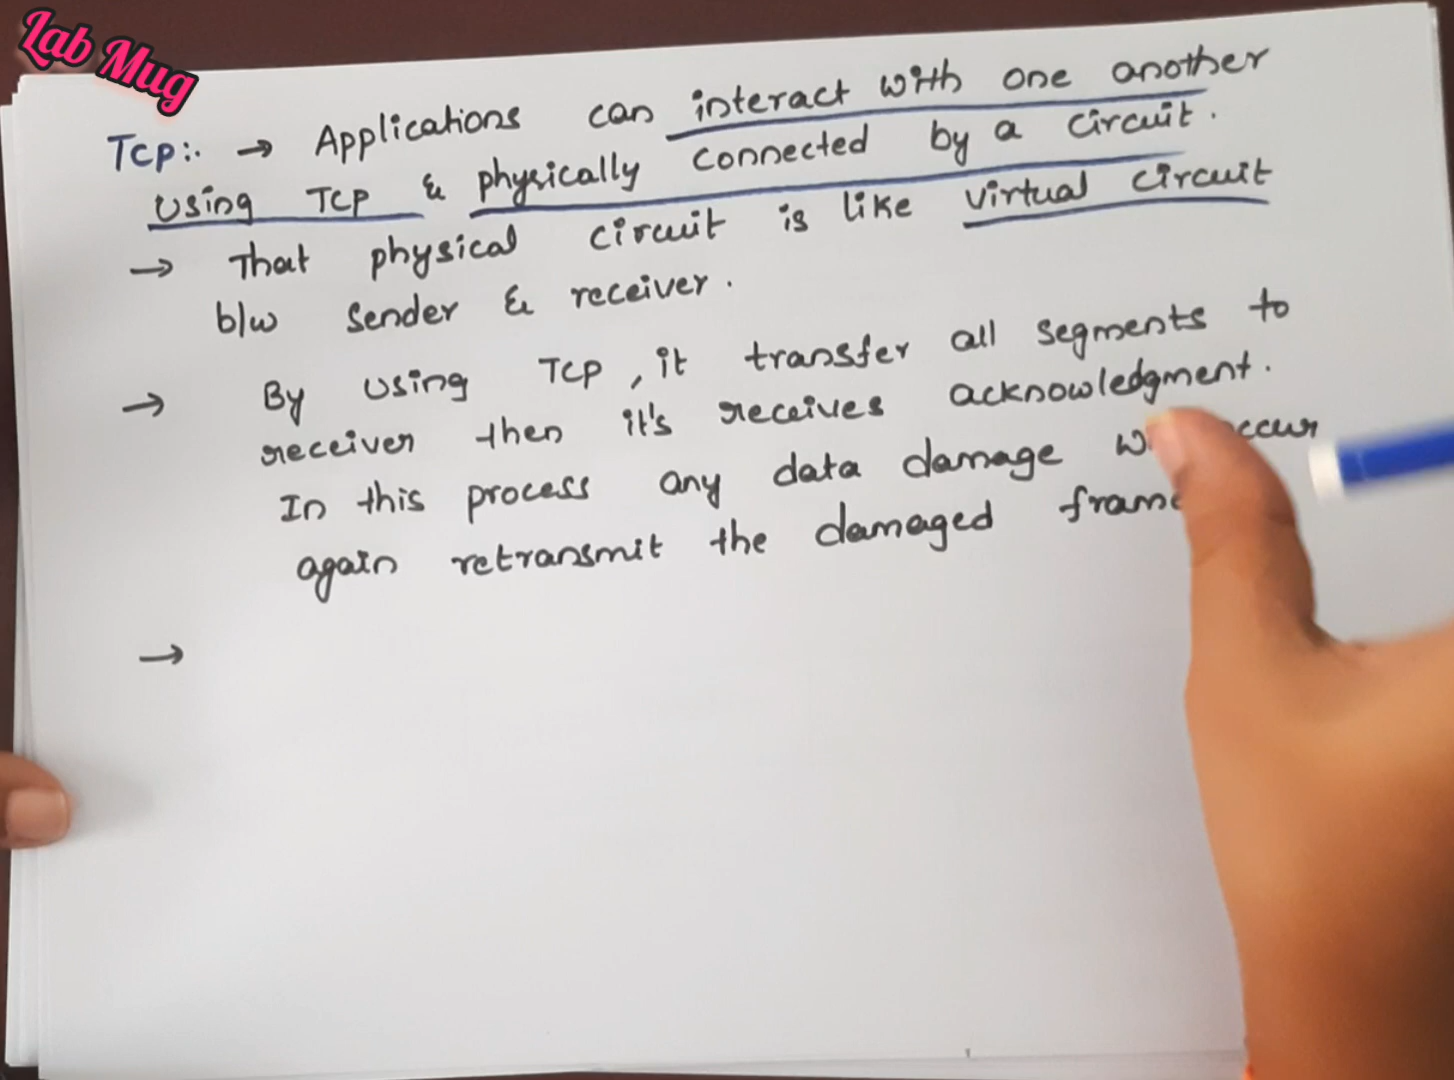 Lab Mug
Tcp:- → Applications can interact with one another
using TCP & physically connected by a circuit.
→ That physical circuit is like virtual circuit
b/w sender & receiver.
→ By using TCP, it transfer all segments to
receiver then it's receives acknowledgment.
In this process any data damage
again retransmit the damaged
→